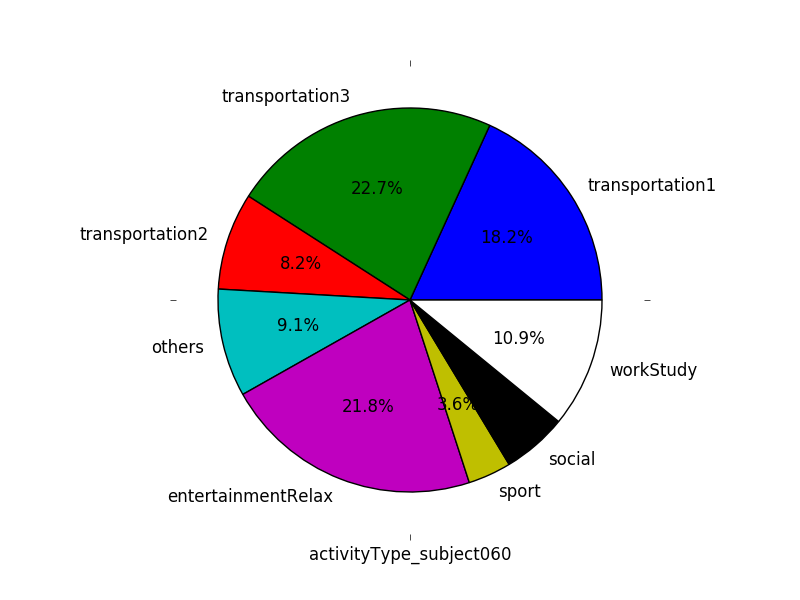 transportation3
transportation1
22.7%
18.2%
transportation2
8.2%
9.1%
others
10.9%
workStudy
21.8%
3.6%
social
sport
entertainmentRelax
activityType_subject060